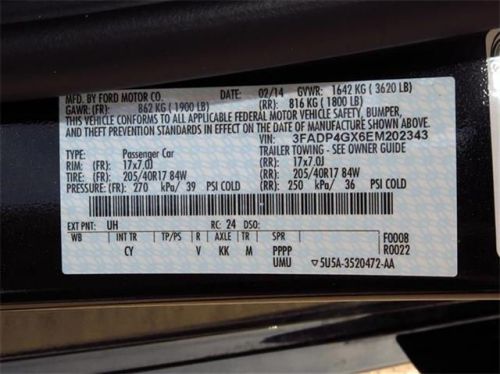 MFD. BY FORD MOTOR CO. DATE: 02/14 GVWR: 1642 KG ( 3620 LB)
GAWR: (FR): 862 KG ( 1900 LB) (RR): 816 KG ( 1800 LB)
THIS VEHICLE CONFORMS TO ALL APPLICABLE FEDERAL MOTOR VEHICLE SAFETY, BUMPER,
AND THEFT PREVENTION STANDARDS IN EFFECT ON THE DATE OF MANUFACTURE SHOWN ABOVE.
VIN: 3FADP4GX6EM202343
TYPE: Passenger Car TRAILER TOWING - SEE OWNER GUIDE
RIM: (FR): 17x7.0J (RR): 17x7.0J
TIRE: (FR): 205/40R17 84W (RR): 205/40R17 84W
PRESSURE: (FR): 270 kPa/ 39 PSI COLD (RR): 250 kPa/ 36 PSI COLD
EXT PNT: UH RC: 24 DSO: F0008
WB INT TR TP/PS R AXLE TR SPR R0022
CY V KK M PPPP
UMU 5U5A-3520472-AA